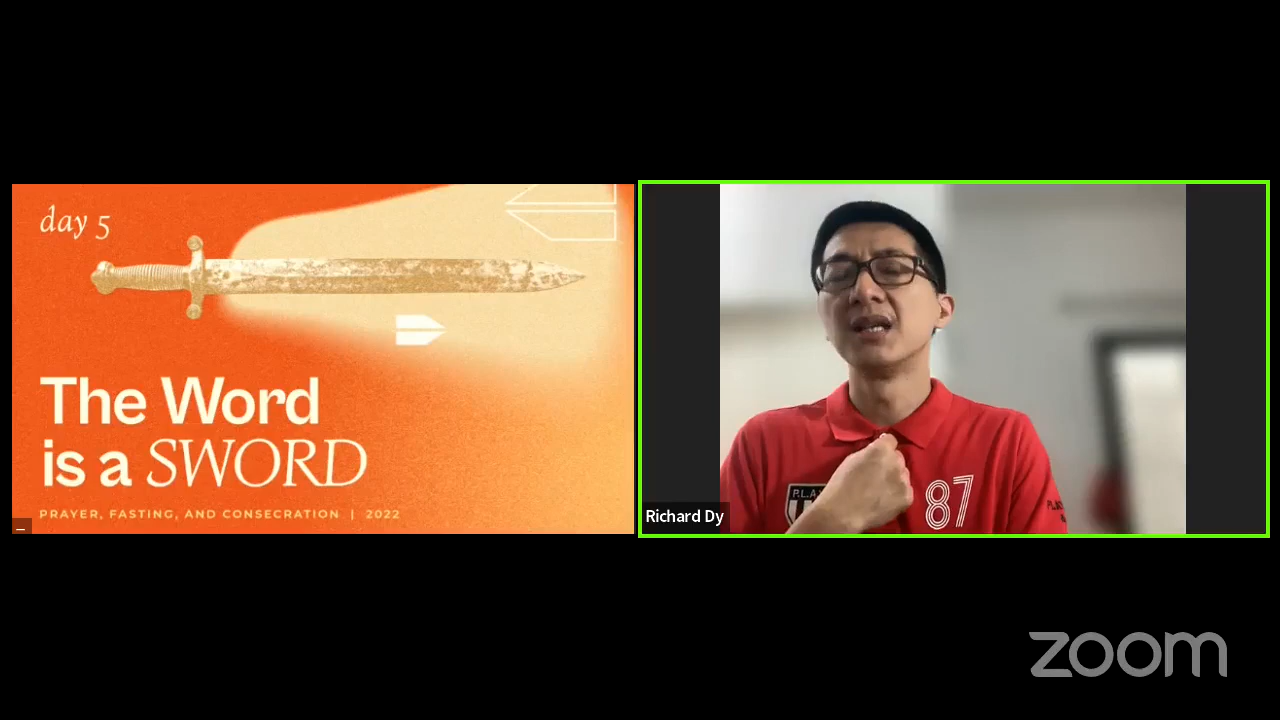 day 5
The Word
is a SWORD
PRAYER, FASTING, AND CONSECRATION | 2022
87
Richard Dy
zoom